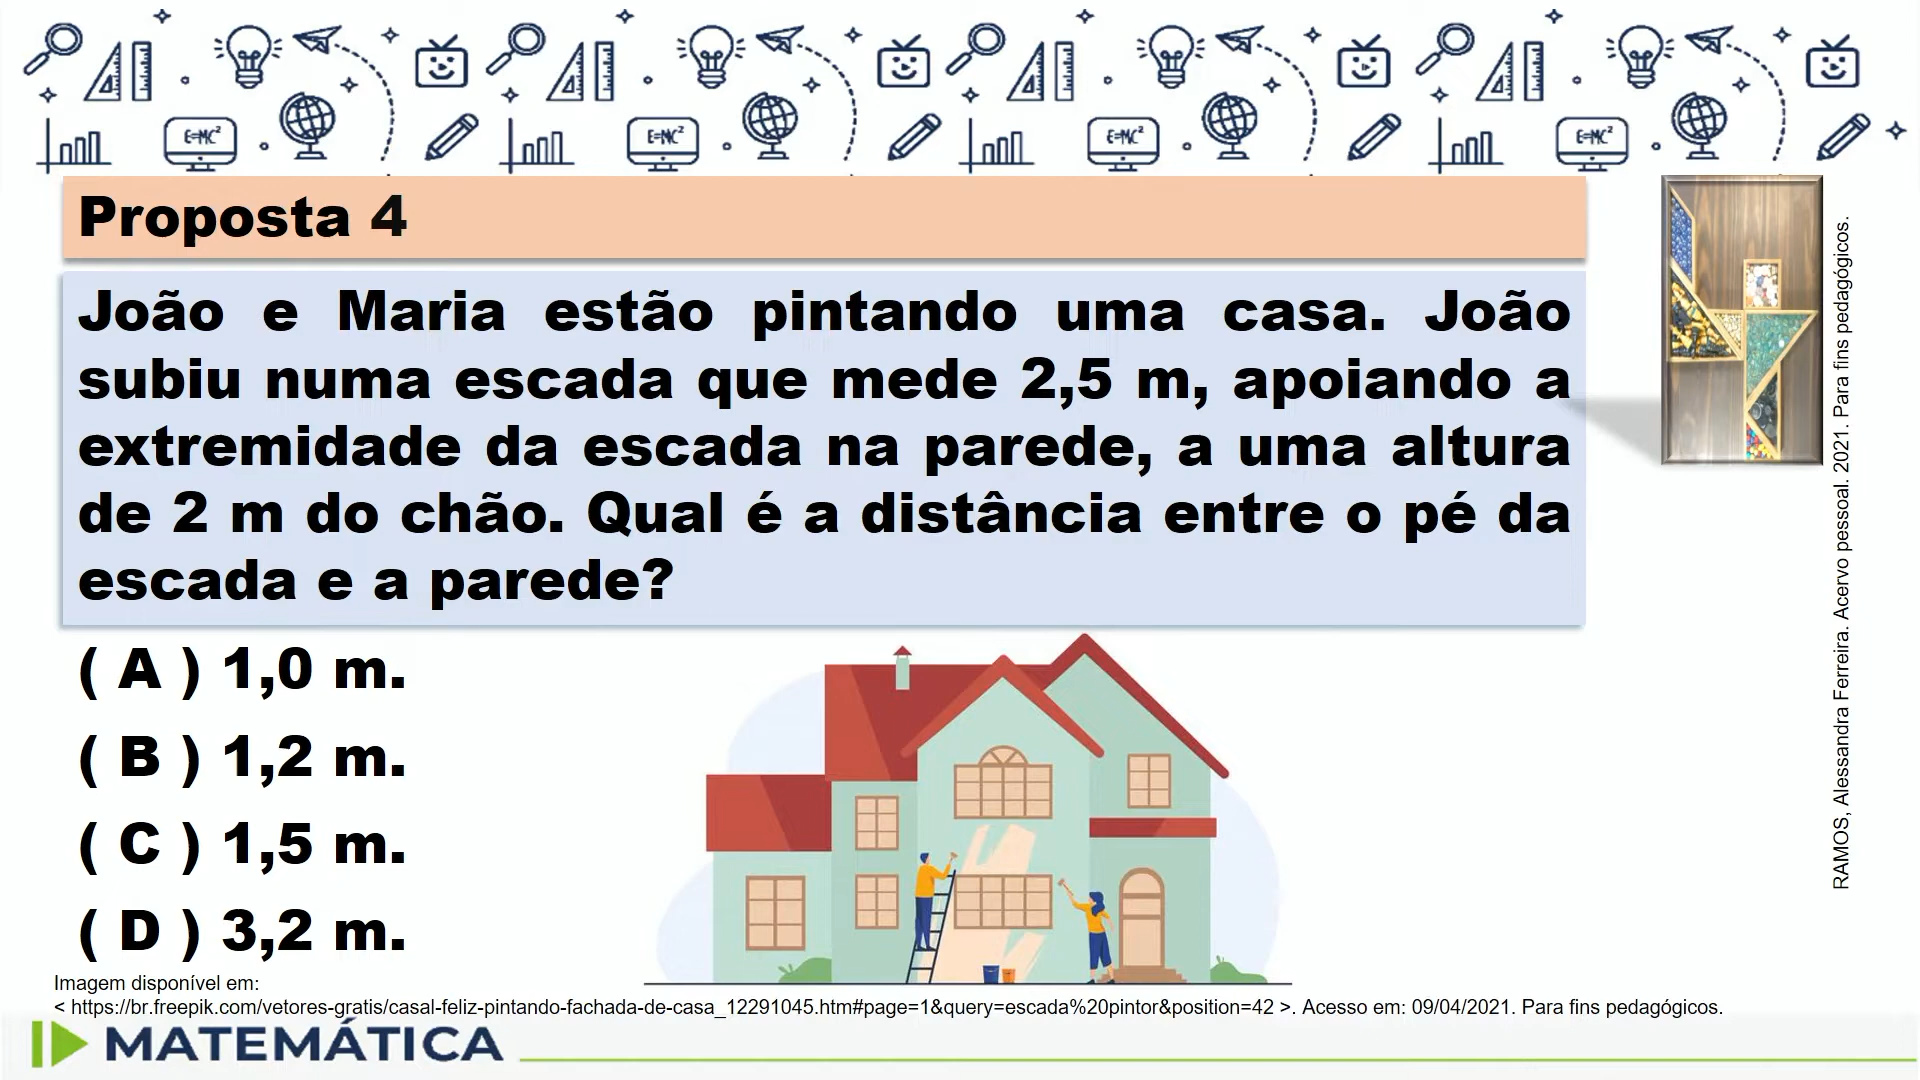 E=MC²
E=MC²
E=MC²
E=MC²
Proposta 4
João e Maria estão pintando uma casa. João
subiu numa escada que mede 2,5 m, apoiando a
extremidade da escada na parede, a uma altura
de 2 m do chão. Qual é a distância entre o pé da
escada e a parede?
( A ) 1,0 m.
( B ) 1,2 m.
( C ) 1,5 m.
( D ) 3,2 m.
RAMOS, Alessandra Ferreira. Acervo pessoal. 2021. Para fins pedagógicos.
Imagem disponível em:
< https://br.freepik.com/vetores-gratis/casal-feliz-pintando-fachada-de-casa_12291045.htm#page=1&query=escada%20pintor&position=42 >. Acesso em: 09/04/2021. Para fins pedagógicos.
MATEMÁTICA